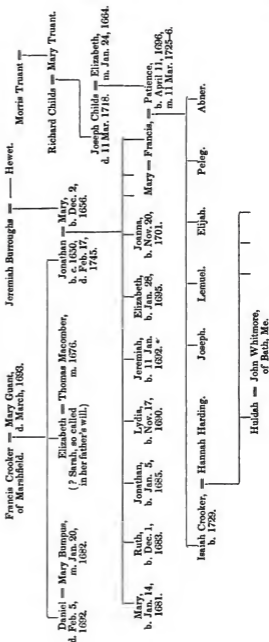 Morris Truant =
Richard Childs = Mary Truant.
Joseph Childs = Elizabeth,
d. 11 Mar. 1718. m. Jan. 24, 1664.
Jeremiah Burroughs = —— Hewet.
Francis Crooker = Mary Guant,
of Marshfield. d. March, 1693.
Daniel = Mary Bumpus,
d. Feb. 5, m. Jan. 20,
1692. 1682.
Elizabeth = Thomas Macomber,
(? Sarah, so called m. 1676.
in her father's will.)
Jonathan = Mary,
b. c. 1650, b. Dec. 2,
d. Feb. 17, 1656.
1745.
Mary,
b. Jan. 14,
1681.
Ruth,
b. Dec. 1,
1683.
Jonathan,
b. Jan. 5,
1685.
Lydia,
b. Nov. 17,
1690.
Jeremiah,
b. 11 Jan.
1692.
Elizabeth,
b. Jan. 28,
1695.
Joanna,
b. Nov. 20,
1701.
Mary = Francis, = Patience,
b. April 11, 1696,
m. 11 Mar. 1725–6.
Isaiah Crooker, = Hannah Harding.
b. 1729.
Joseph.
Lemuel.
Elijah.
Peleg.
Abner.
Huldah = John Whitmore,
of Bath, Me.